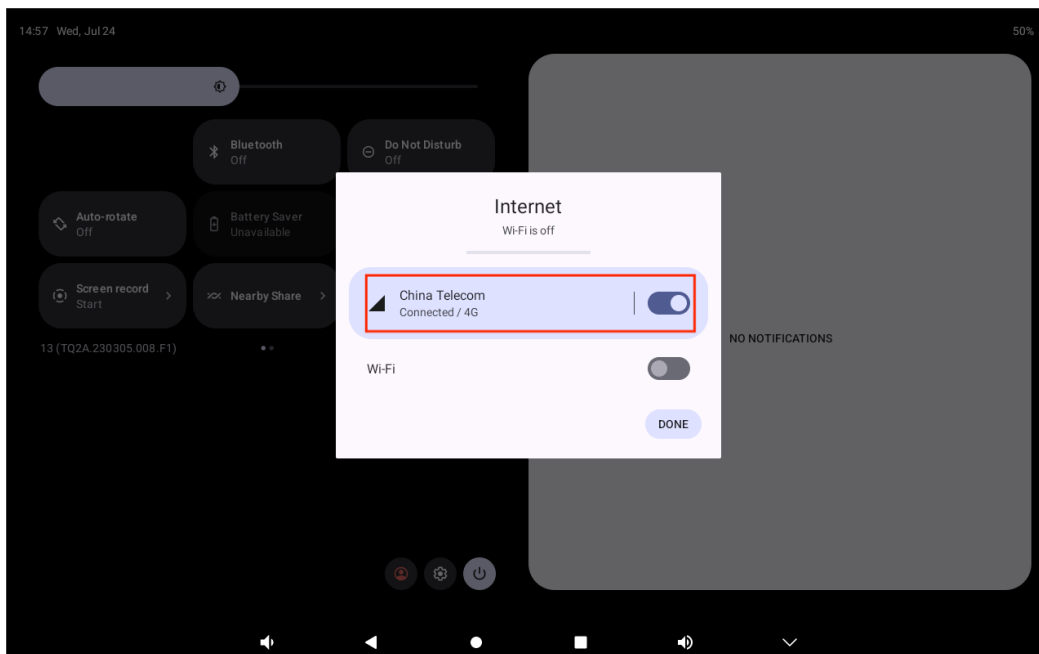 14:57 Wed, Jul 24
50%
Bluetooth
Off
Do Not Disturb
Off
Auto-rotate
Off
Battery Saver
Unavailable
Screen record
Start
Nearby Share
13 (TQ2A.230305.008.F1)
Internet
Wi-Fi is off
China Telecom
Connected / 4G
Wi-Fi
DONE
NO NOTIFICATIONS